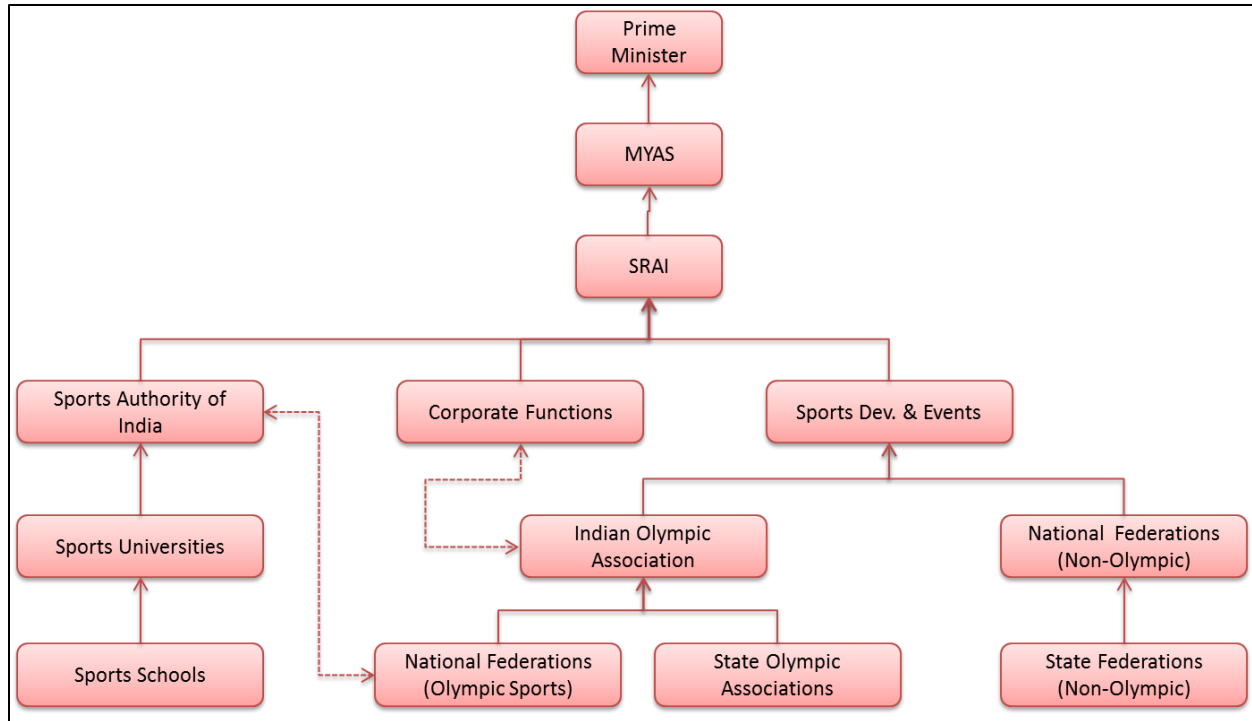 Prime
Minister
MYAS
SRAI
Sports Authority of
India
Corporate Functions
Sports Dev. & Events
Sports Universities
Indian Olympic
Association
National Federations
(Non-Olympic)
Sports Schools
National Federations
(Olympic Sports)
State Olympic
Associations
State Federations
(Non-Olympic)